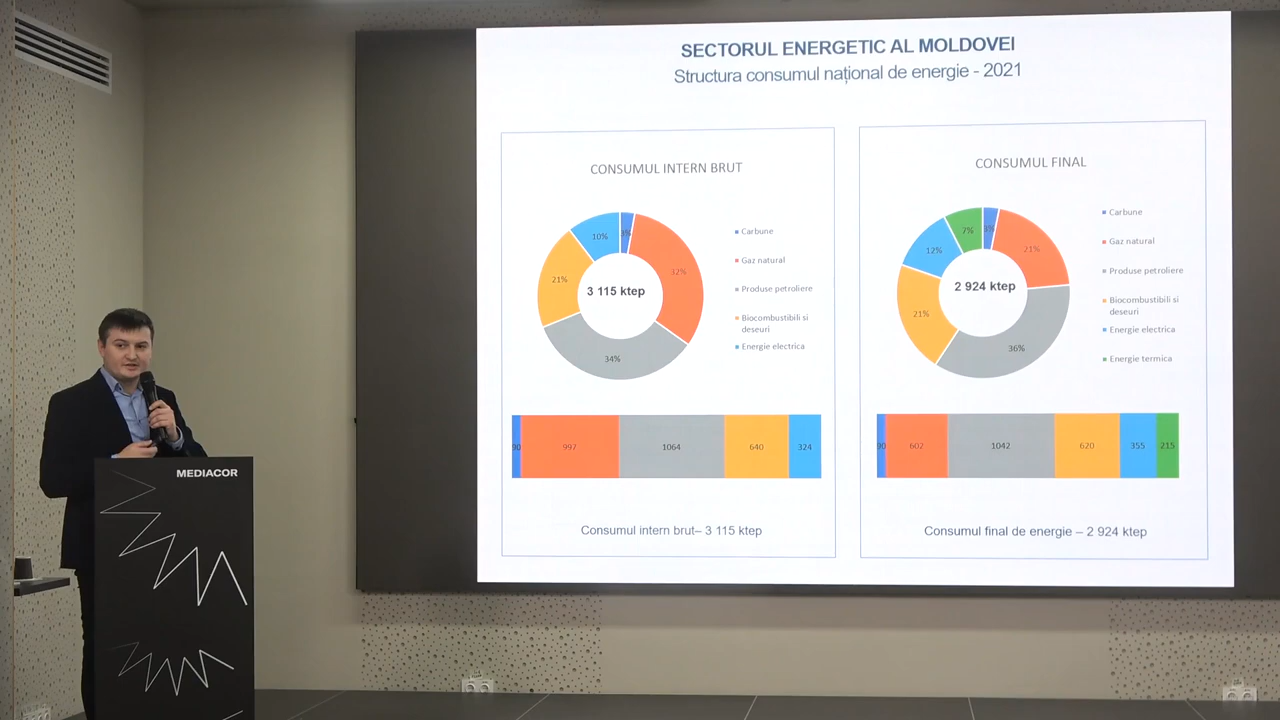 SECTORUL ENERGETIC AL MOLDOVEI
Structura consumul național de energie - 2021
CONSUMUL INTERN BRUT
3%
32%
34%
21%
10%
3 115 ktep
Carbune
Gaz natural
Produse petroliere
Biocombustibili si
deseuri
Energie electrica
90
997
1064
640
324
Consumul intern brut– 3 115 ktep
CONSUMUL FINAL
3%
21%
36%
21%
12%
7%
2 924 ktep
Carbune
Gaz natural
Produse petroliere
Biocombustibili si
deseuri
Energie electrica
Energie termica
90
602
1042
620
355
215
Consumul final de energie – 2 924 ktep
MEDIACOR